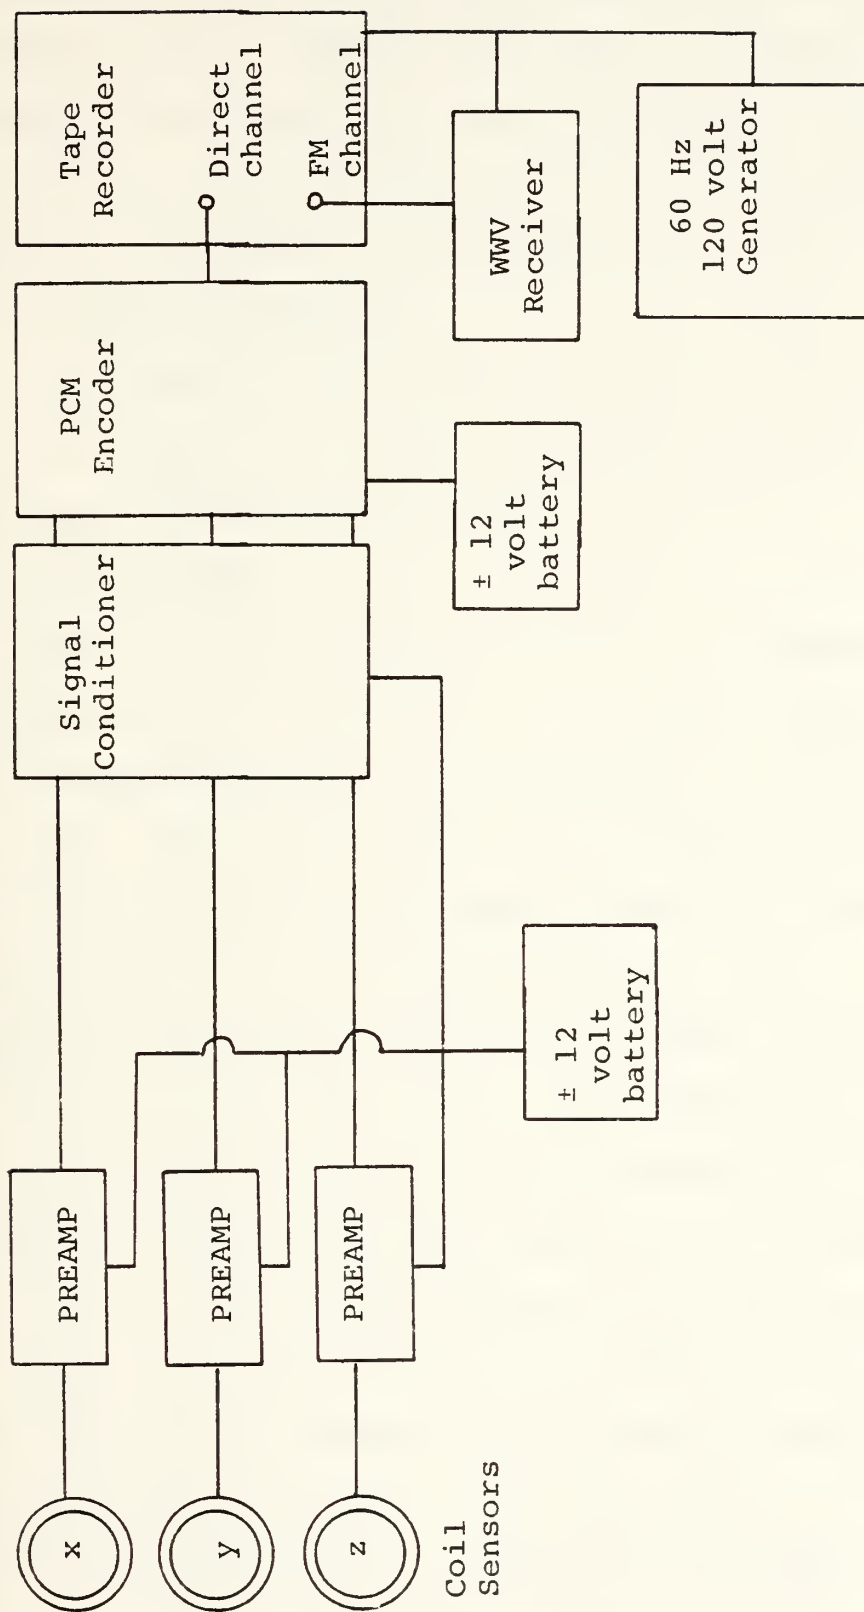 x
y
z
Coil
Sensors
PREAMP
PREAMP
PREAMP
± 12
volt
battery
Signal
Conditioner
PCM
Encoder
± 12
volt
battery
Tape
Recorder
Direct
channel
FM
channel
WWV
Receiver
60 Hz
120 volt
Generator